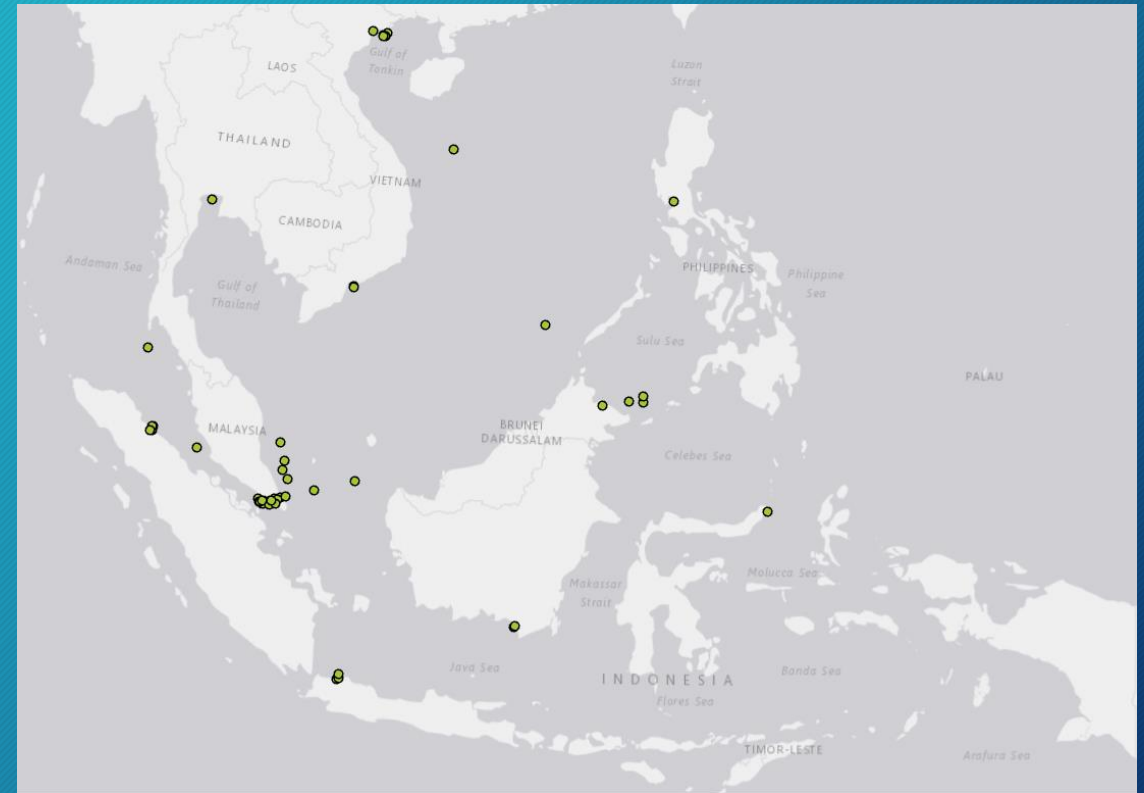 Gulf of
Tonkin
LAOS
Luzon
Strait
THAILAND
VIETNAM
CAMBODIA
Andaman Sea
PHILIPPINES
Philippine
Sea
Gulf of
Thailand
Sulu Sea
PALAU
MALAYSIA
BRUNEI
DARUSSALAM
Celebes Sea
Molucca Sea
Makassar
Strait
Java Sea
Banda Sea
INDONESIA
Flores Sea
TIMOR-LESTE
Arafura Sea